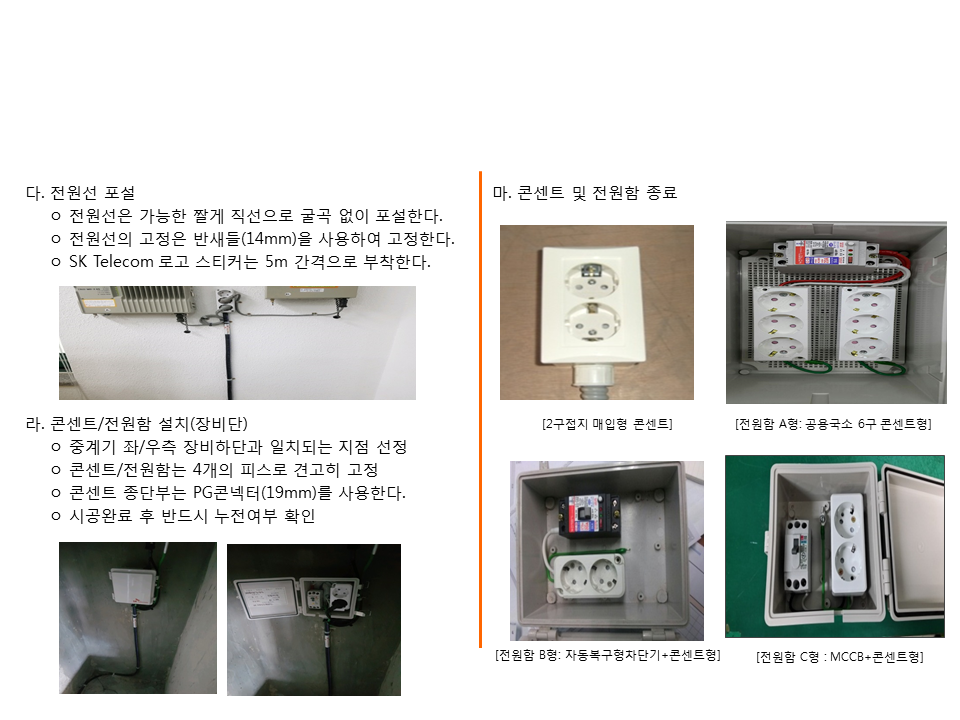 다. 전원선 포설
ㅇ 전원선은 가능한 짤게 직선으로 굴곡 없이 포설한다.
ㅇ 전원선의 고정은 반새들(14mm)을 사용하여 고정한다.
ㅇ SK Telecom 로고 스티커는 5m 간격으로 부착한다.
라. 콘센트/전원함 설치(장비단)
ㅇ 중계기 좌/우측 장비하단과 일치되는 지점 선정
ㅇ 콘센트/전원함는 4개의 피스로 견고히 고정
ㅇ 콘센트 종단부는 PG콘넥터(19mm)를 사용한다.
ㅇ 시공완료 후 반드시 누전여부 확인
마. 콘센트 및 전원함 종료
[2구접지 매입형 콘센트]
[전원함 A형: 공용국소 6구 콘센트형]
[전원함 B형: 자동복구형차단기+콘센트형]
[전원함 C형 : MCCB+콘센트형]